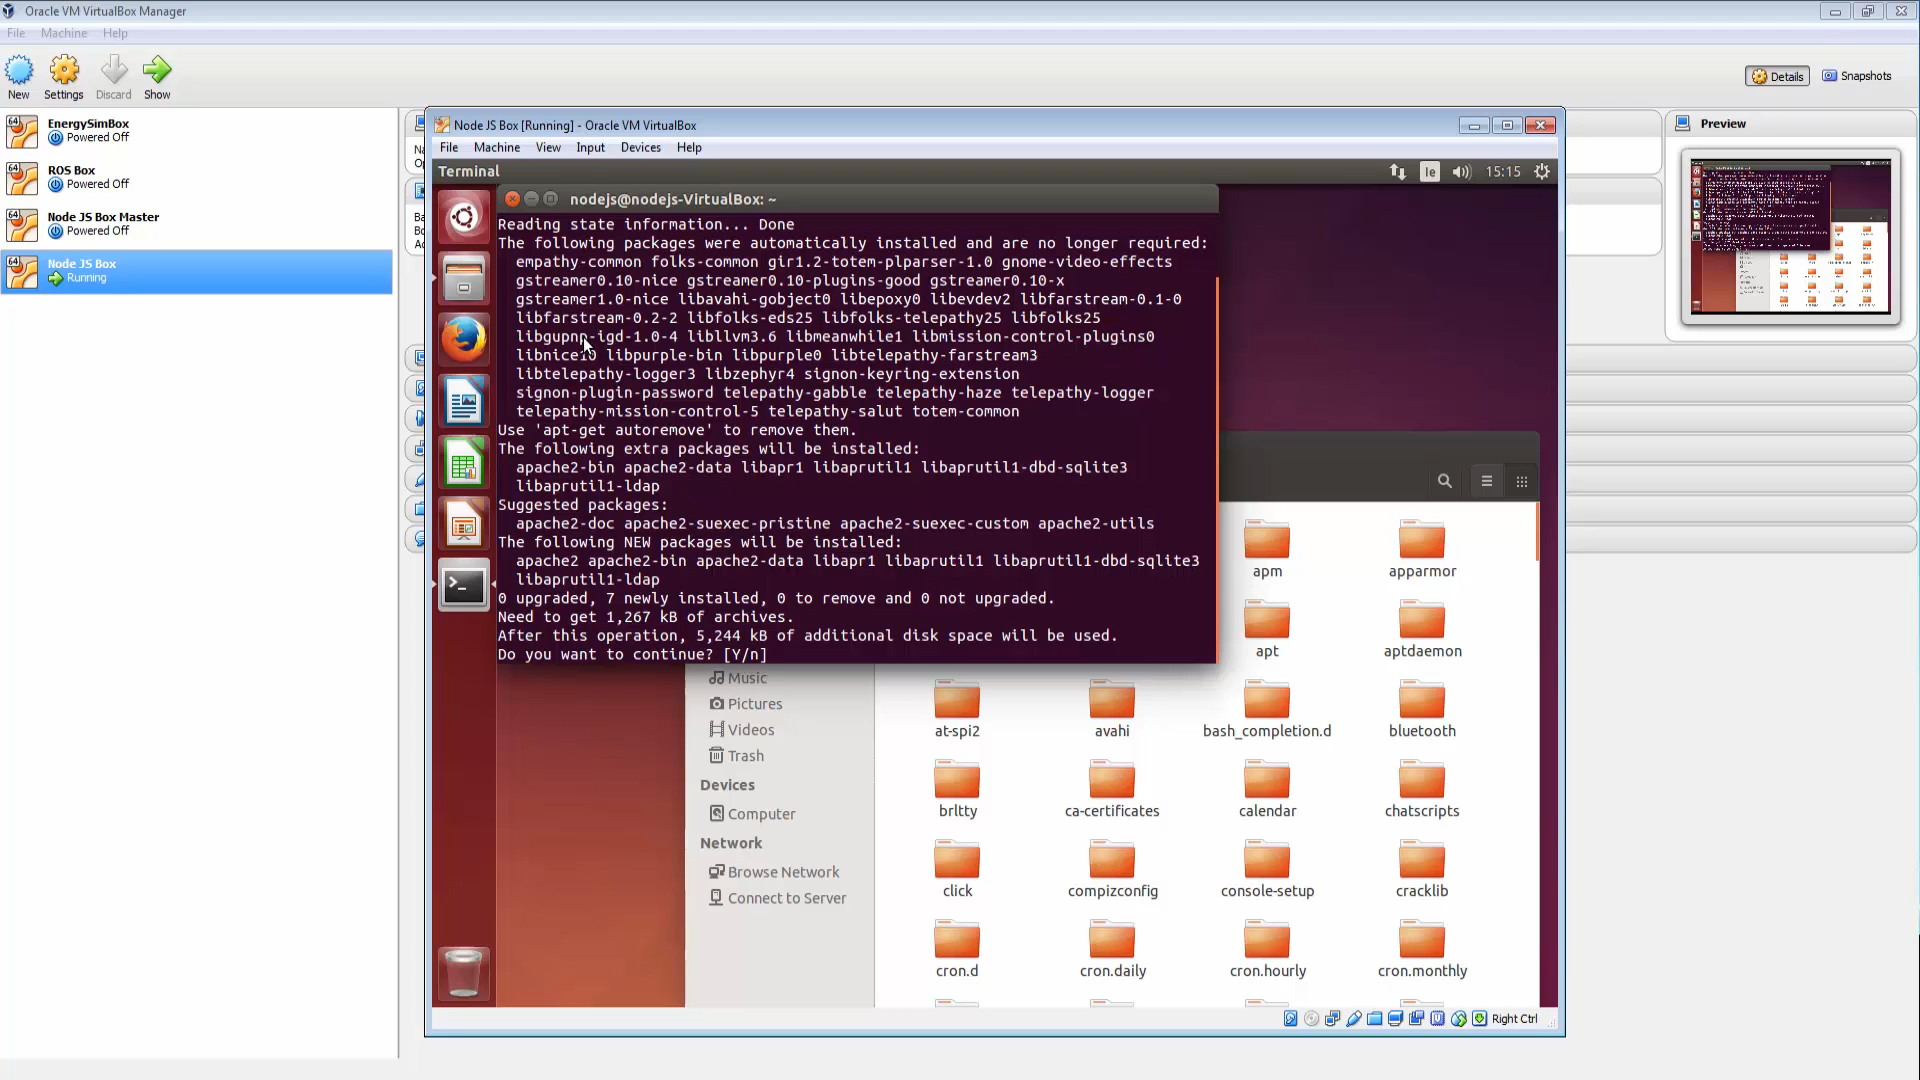 Oracle VM VirtualBox Manager
File Machine Help
New Settings Discard Show
Details Snapshots
EnergySimBox
Powered Off
ROS Box
Powered Off
Node JS Box Master
Powered Off
Node JS Box
Running
Preview
Node JS Box [Running] - Oracle VM VirtualBox
File Machine View Input Devices Help
Terminal
Ie 15:15
nodejs@nodejs-VirtualBox: ~
Reading state information... Done
The following packages were automatically installed and are no longer required:
empathy-common folks-common gir1.2-totem-plparser-1.0 gnome-video-effects
gstreamer0.10-nice gstreamer0.10-plugins-good gstreamer0.10-x
gstreamer1.0-nice libavahi-gobject0 libepoxy0 libevdev2 libfarstream-0.1-0
libfarstream-0.2-2 libfolks-eds25 libfolks-telepathy25 libfolks25
libgupnp-igd-1.0-4 libllvm3.6 libmeanwhile1 libmission-control-plugins0
libnice10 libpurple-bin libpurple0 libtelepathy-farstream3
libtelepathy-logger3 libzephyr4 signon-keyring-extension
signon-plugin-password telepathy-gabble telepathy-haze telepathy-logger
telepathy-mission-control-5 telepathy-salut totem-common
Use 'apt-get autoremove' to remove them.
The following extra packages will be installed:
apache2-bin apache2-data libapr1 libaprutil1 libaprutil1-dbd-sqlite3
libaprutil1-ldap
Suggested packages:
apache2-doc apache2-suexec-pristine apache2-suexec-custom apache2-utils
The following NEW packages will be installed:
apache2 apache2-bin apache2-data libapr1 libaprutil1 libaprutil1-dbd-sqlite3
libaprutil1-ldap
0 upgraded, 7 newly installed, 0 to remove and 0 not upgraded.
Need to get 1,267 kB of archives.
After this operation, 5,244 kB of additional disk space will be used.
Do you want to continue? [Y/n]
Music
Pictures
Videos
Trash
Devices
Computer
Network
Browse Network
Connect to Server
apm apparmor
apt aptdaemon
at-spi2 avahi bash_completion.d bluetooth
brltty ca-certificates calendar chatscripts
click compizconfig console-setup cracklib
cron.d cron.daily cron.hourly cron.monthly
Right Ctrl